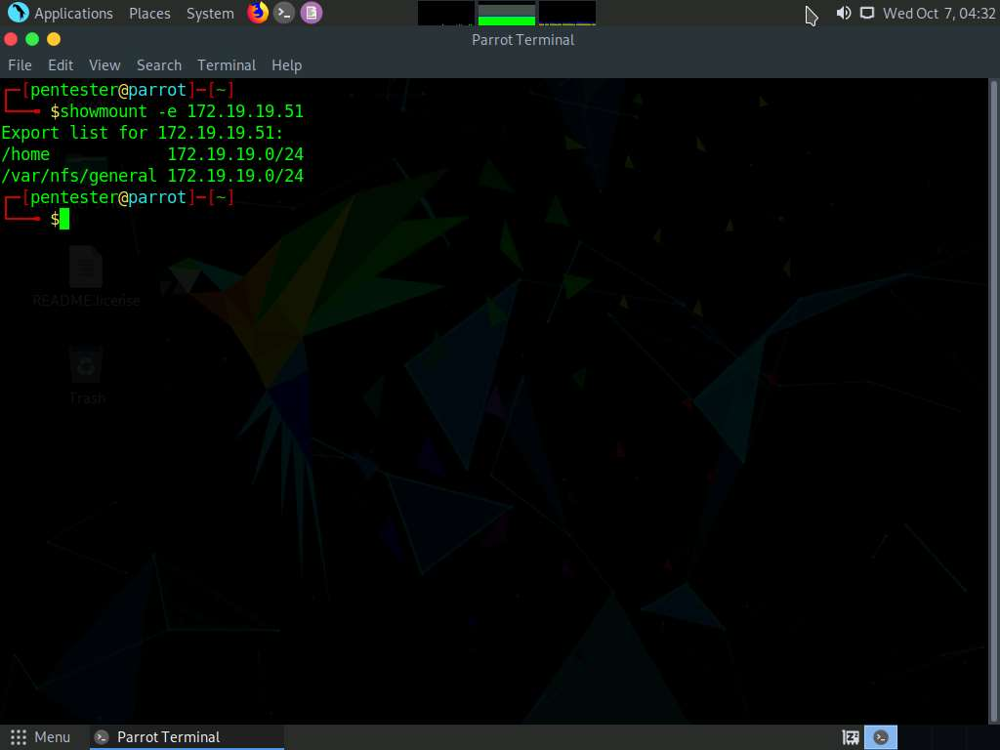 Applications Places System Wed Oct 7, 04:32
Parrot Terminal
File Edit View Search Terminal Help
┌─[pentester@parrot]─[~]
└──╼ $showmount -e 172.19.19.51
Export list for 172.19.19.51:
/home 172.19.19.0/24
/var/nfs/general 172.19.19.0/24
┌─[pentester@parrot]─[~]
└──╼ $
README.license
Trash
Menu Parrot Terminal